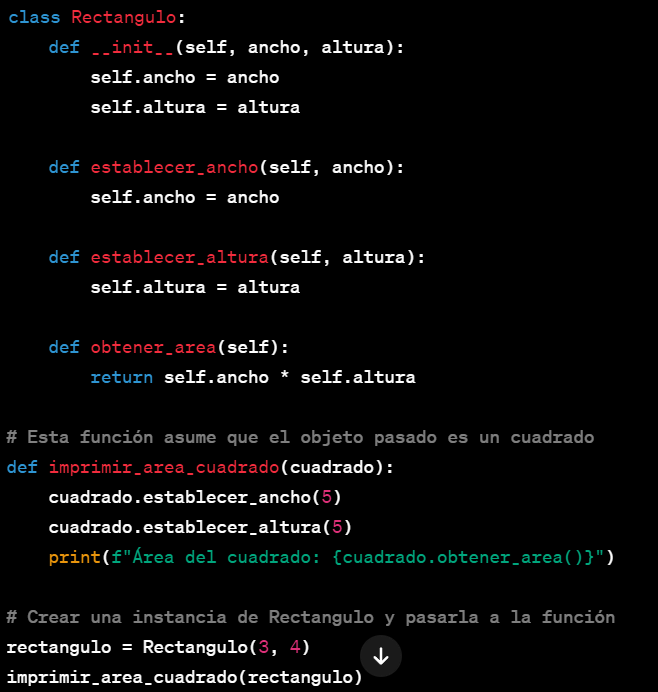 class Rectangulo:
    def __init__(self, ancho, altura):
        self.ancho = ancho
        self.altura = altura

    def establecer_ancho(self, ancho):
        self.ancho = ancho

    def establecer_altura(self, altura):
        self.altura = altura

    def obtener_area(self):
        return self.ancho * self.altura

# Esta función asume que el objeto pasado es un cuadrado
def imprimir_area_cuadrado(cuadrado):
    cuadrado.establecer_ancho(5)
    cuadrado.establecer_altura(5)
    print(f"Área del cuadrado: {cuadrado.obtener_area()}")

# Crear una instancia de Rectangulo y pasarla a la función
rectangulo = Rectangulo(3, 4)
imprimir_area_cuadrado(rectangulo)